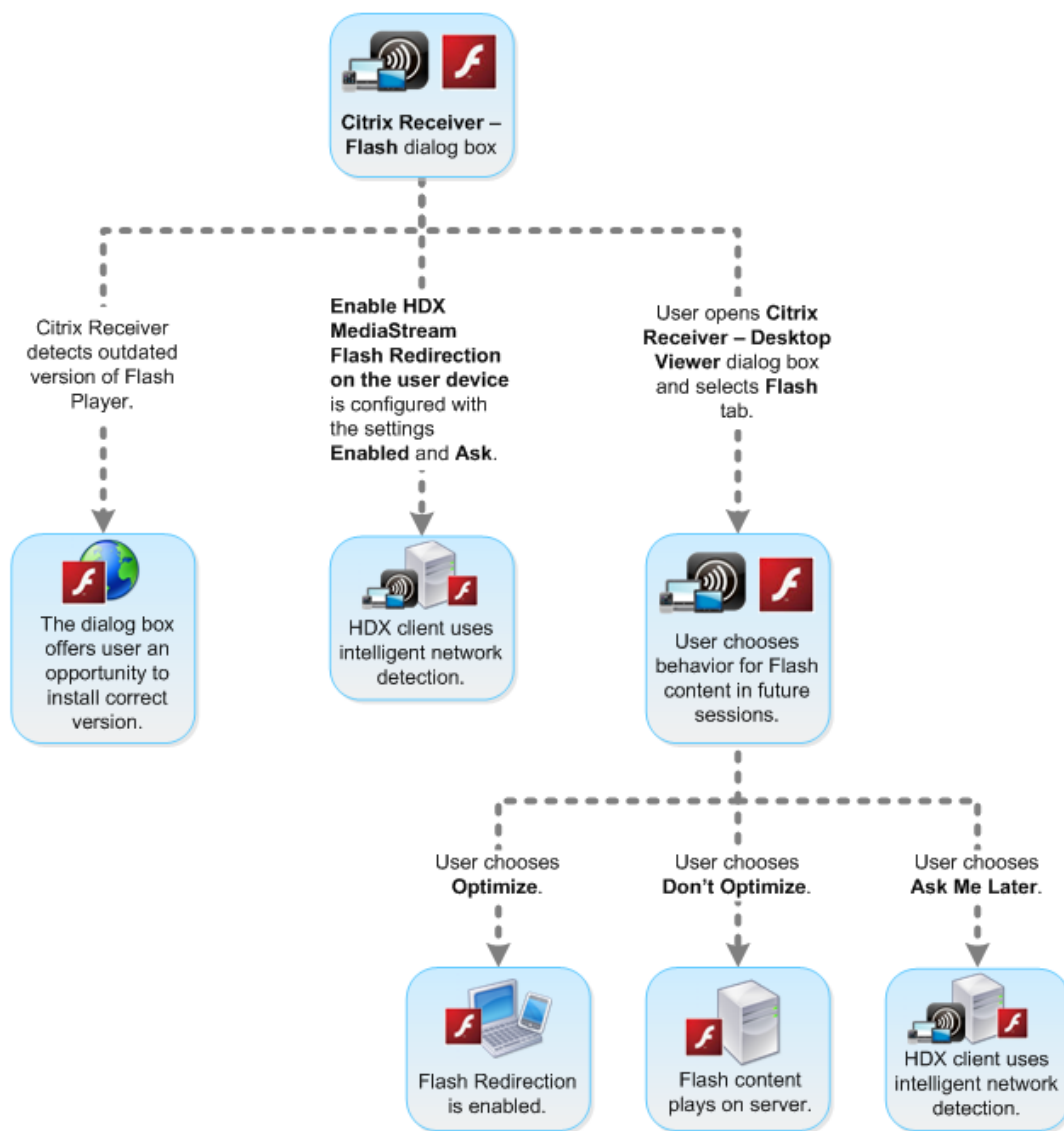 Citrix Receiver –
Flash dialog box
Citrix Receiver
detects outdated
version of Flash
Player.
Enable HDX
MediaStream
Flash Redirection
on the user device
is configured with
the settings
Enabled and Ask.
User opens Citrix
Receiver – Desktop
Viewer dialog box
and selects Flash
tab.
The dialog box
offers user an
opportunity to
install correct
version.
HDX client uses
intelligent network
detection.
User chooses
behavior for Flash
content in future
sessions.
User chooses
Optimize.
User chooses
Don't Optimize.
User chooses
Ask Me Later.
Flash Redirection
is enabled.
Flash content
plays on server.
HDX client uses
intelligent network
detection.